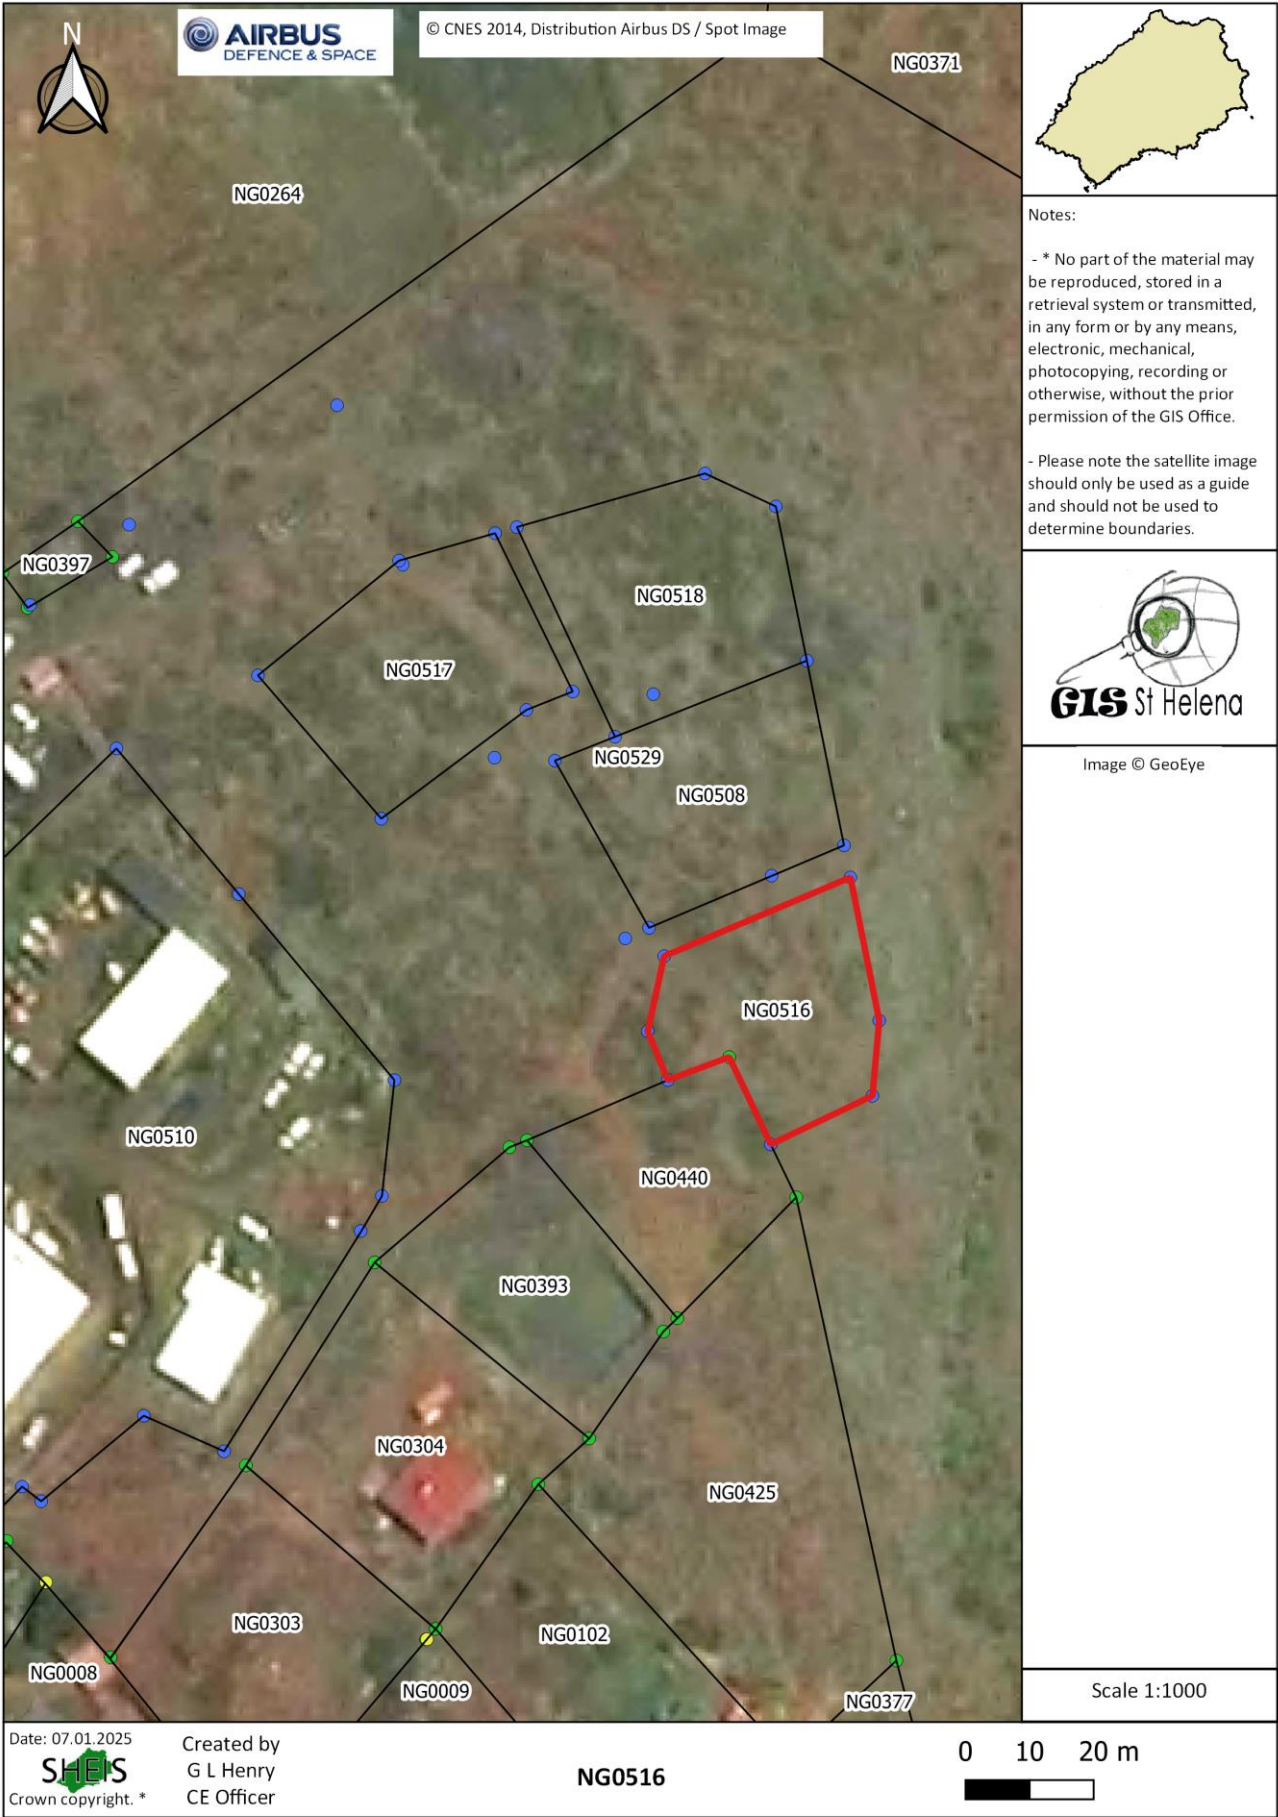 N
AIRBUS
DEFENCE & SPACE
© CNES 2014, Distribution Airbus DS / Spot Image
NG0371
NG0264
NG0397
NG0518
NG0517
NG0529
NG0508
NG0516
NG0510
NG0440
NG0393
NG0304
NG0425
NG0303
NG0102
NG0008
NG0009
NG0377
Notes:
- * No part of the material may
be reproduced, stored in a
retrieval system or transmitted,
in any form or by any means,
electronic, mechanical,
photocopying, recording or
otherwise, without the prior
permission of the GIS Office.
- Please note the satellite image
should only be used as a guide
and should not be used to
determine boundaries.
GIS St Helena
Image © GeoEye
Scale 1:1000
Date: 07.01.2025
SHEIS
Crown copyright. *
Created by
G L Henry
CE Officer
NG0516
0 10 20 m